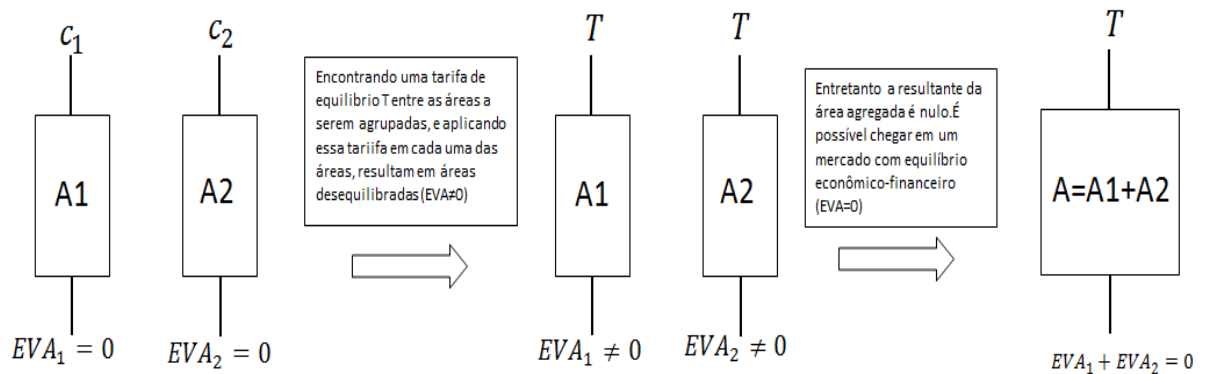 c₁
c₂
T
T
T
Encontrando uma tarifa de
equilibrio T entre as áreas a
serem agrupadas, e aplicando
essa tariifa em cada uma das
áreas, resultam em áreas
desequilibradas (EVA≠0)
Entretanto a resultante da
área agregada é nulo.É
possível chegar em um
mercado com equilíbrio
econômico-financeiro
(EVA=0)
A1
A2
A1
A2
A=A1+A2
EVA₁ = 0
EVA₂ = 0
EVA₁ ≠ 0
EVA₂ ≠ 0
EVA₁ + EVA₂ = 0